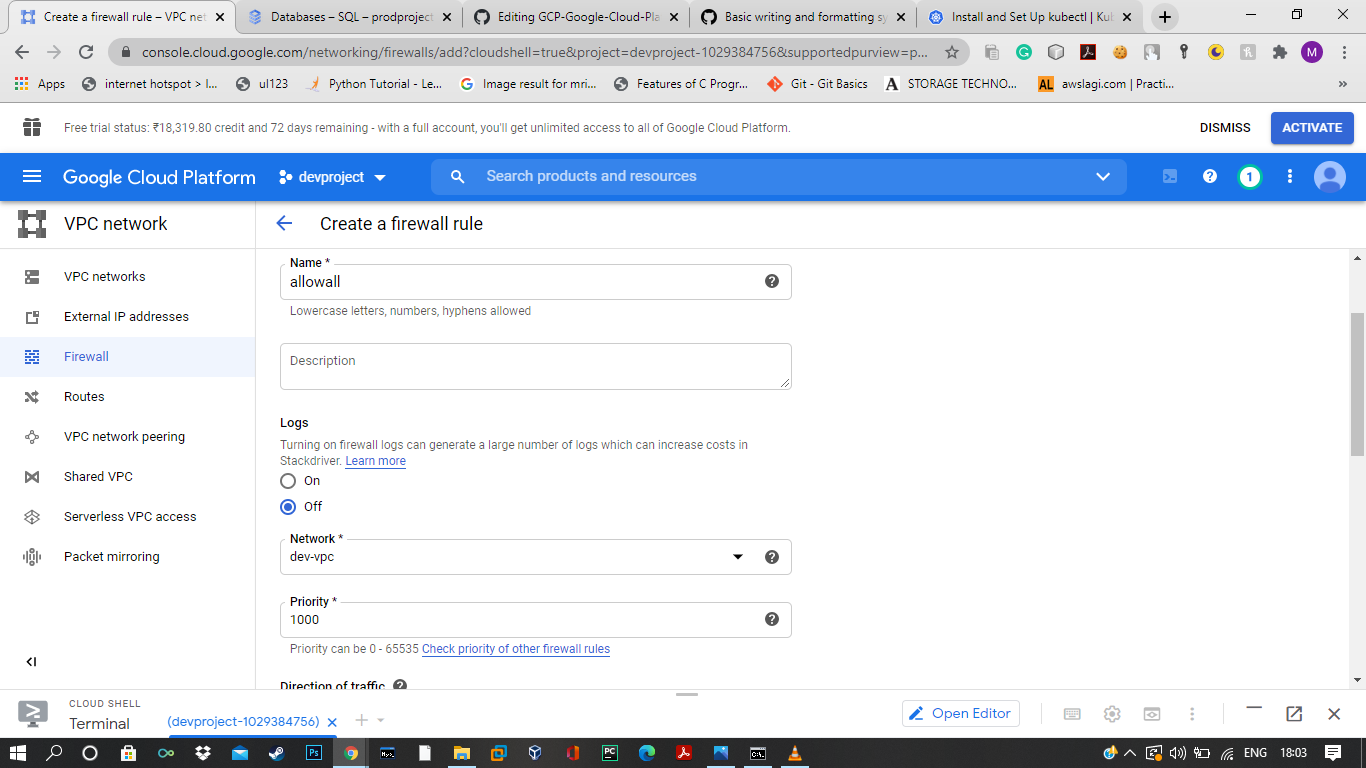 Create a firewall rule – VPC net
Databases – SQL – prodproject
Editing GCP-Google-Cloud-Pla
Basic writing and formatting sy
Install and Set Up kubectl | Kub
console.cloud.google.com/networking/firewalls/add?cloudshell=true&project=devproject-1029384756&supportedpurview=p...
M
Apps
internet hotspot > I...
ul123
Python Tutorial - Le...
Image result for mri...
Features of C Progr...
Git - Git Basics
A STORAGE TECHNO...
AL awslagi.com | Practi...
»
Free trial status: ₹18,319.80 credit and 72 days remaining - with a full account, you'll get unlimited access to all of Google Cloud Platform.
DISMISS
ACTIVATE
Google Cloud Platform
devproject
Search products and resources
1
VPC network
Create a firewall rule
VPC networks
External IP addresses
Firewall
Routes
VPC network peering
Shared VPC
Serverless VPC access
Packet mirroring
Name *
allowall
Lowercase letters, numbers, hyphens allowed
Description
Logs
Turning on firewall logs can generate a large number of logs which can increase costs in
Stackdriver. Learn more
On
Off
Network *
dev-vpc
Priority *
1000
Priority can be 0 - 65535 Check priority of other firewall rules
Direction of traffic
CLOUD SHELL
Terminal
(devproject-1029384756)
Open Editor
ENG
18:03